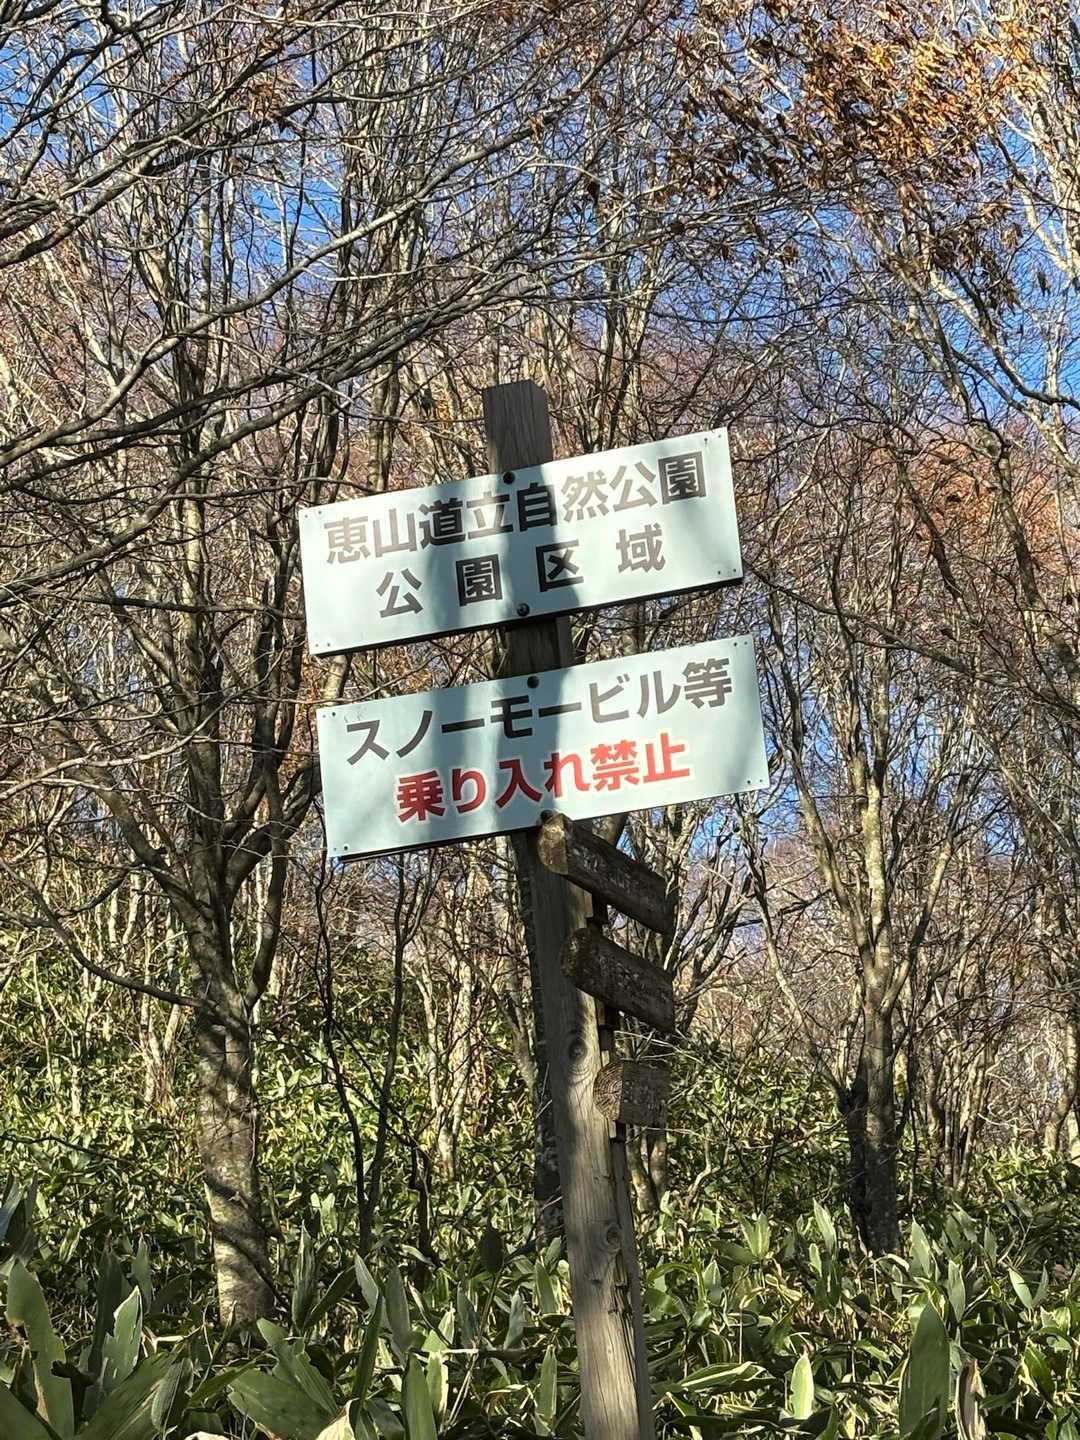 恵山道立自然公園
公園区域
スノーモービル等
乗り入れ禁止